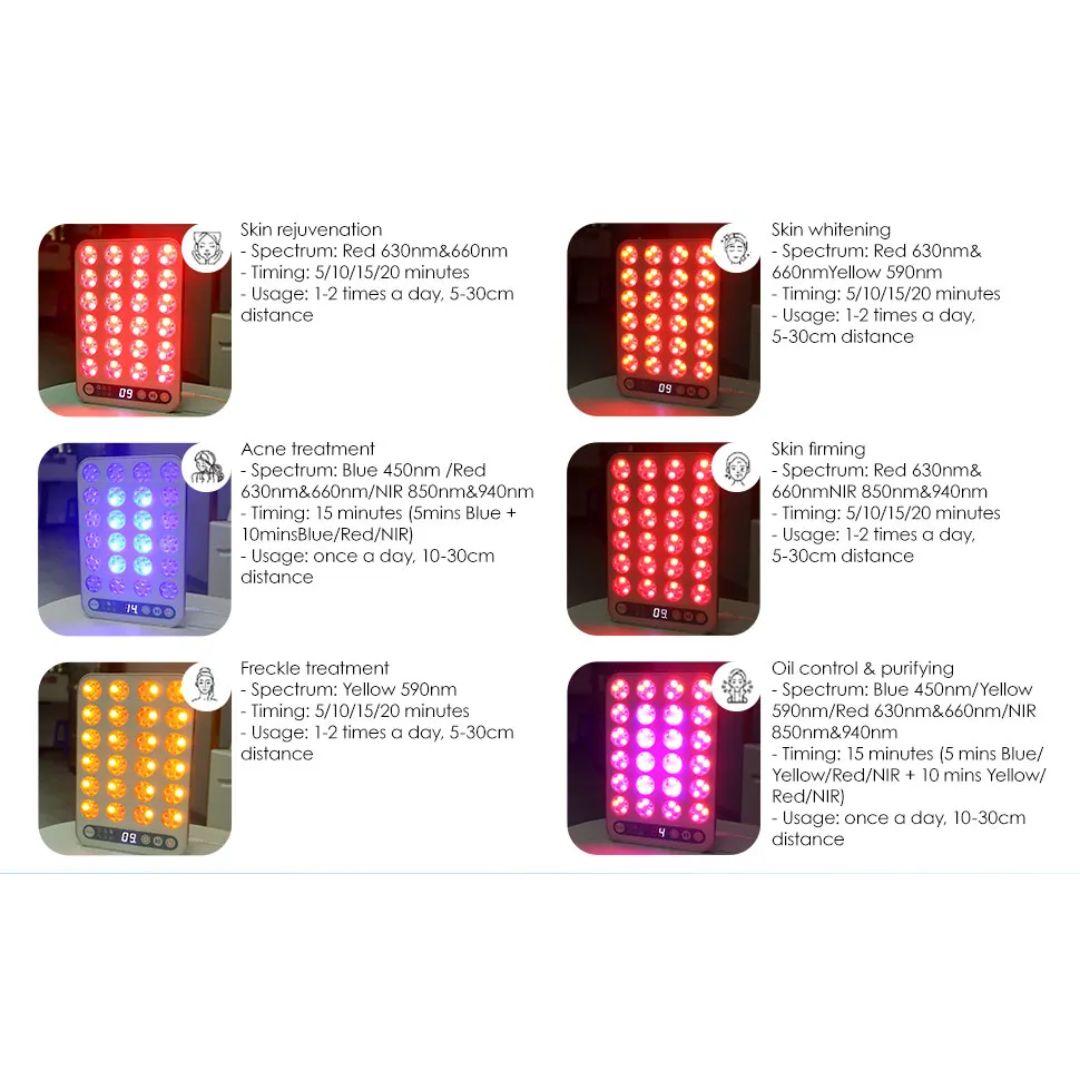 Skin rejuvenation
- Spectrum: Red 630nm&660nm
- Timing: 5/10/15/20 minutes
- Usage: 1-2 times a day, 5-30cm
distance
09
Skin whitening
- Spectrum: Red 630nm&
660nmYellow 590nm
- Timing: 5/10/15/20 minutes
- Usage: 1-2 times a day,
5-30cm distance
09
Acne treatment
- Spectrum: Blue 450nm /Red
630nm&660nm/NIR 850nm&940nm
- Timing: 15 minutes (5mins Blue +
10minsBlue/Red/NIR)
- Usage: once a day, 10-30cm
distance
14.
Skin firming
- Spectrum: Red 630nm&
660nmNIR 850nm&940nm
- Timing: 5/10/15/20 minutes
- Usage: 1-2 times a day,
5-30cm distance
09.
Freckle treatment
- Spectrum: Yellow 590nm
- Timing: 5/10/15/20 minutes
- Usage: 1-2 times a day, 5-30cm
distance
09.
Oil control & purifying
- Spectrum: Blue 450nm/Yellow
590nm/Red 630nm&660nm/NIR
850nm&940nm
- Timing: 15 minutes (5 mins Blue/
Yellow/Red/NIR + 10 mins Yellow/
Red/NIR)
- Usage: once a day, 10-30cm
distance
4